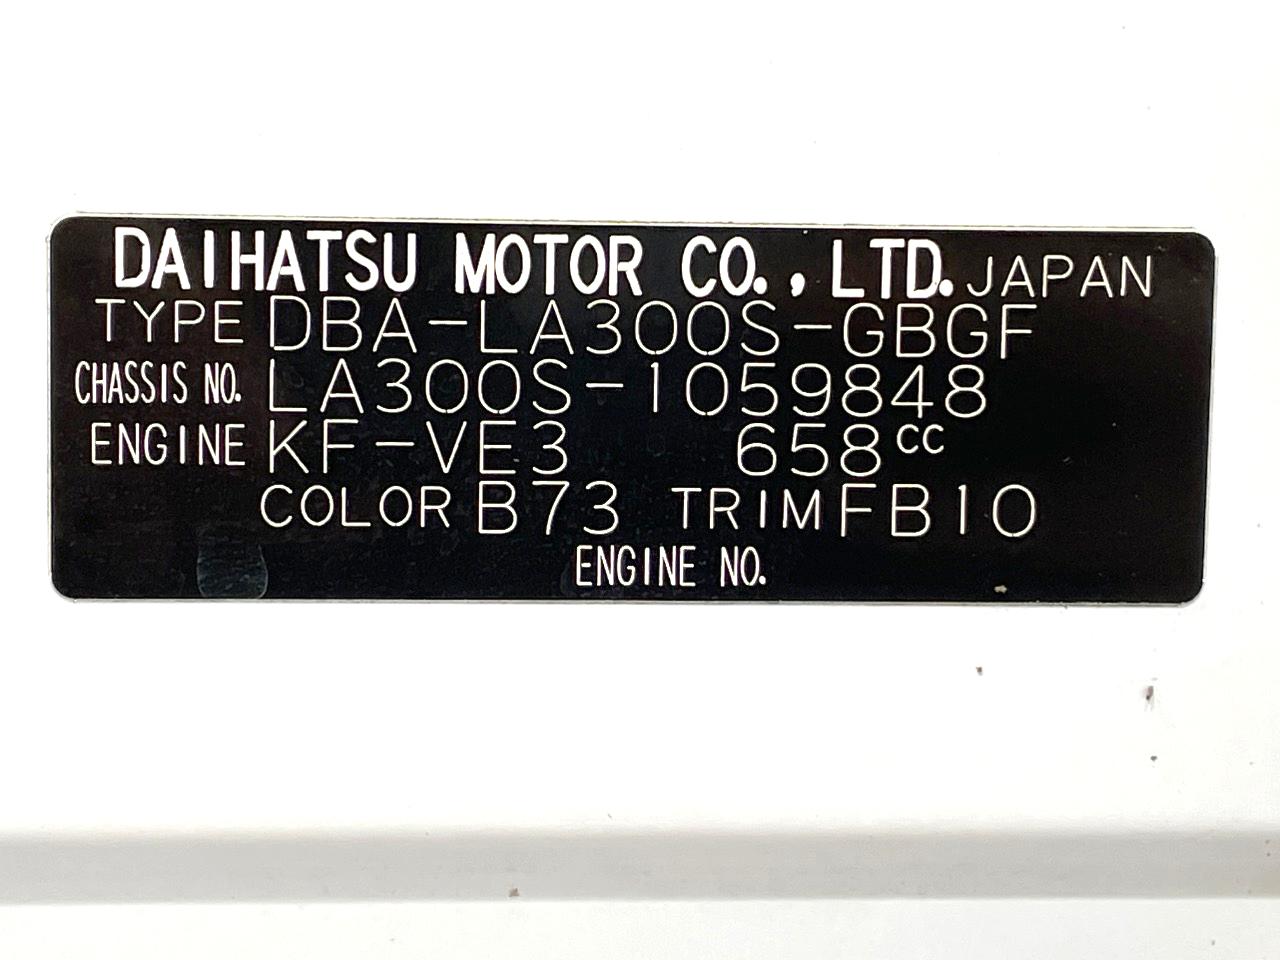 DAIHATSU MOTOR CO., LTD. JAPAN
TYPE DBA-LA300S-GBGF
CHASSIS NO. LA300S-1059848
ENGINE KF-VE3 658cc
COLOR B73 TRIM FB10
ENGINE NO.